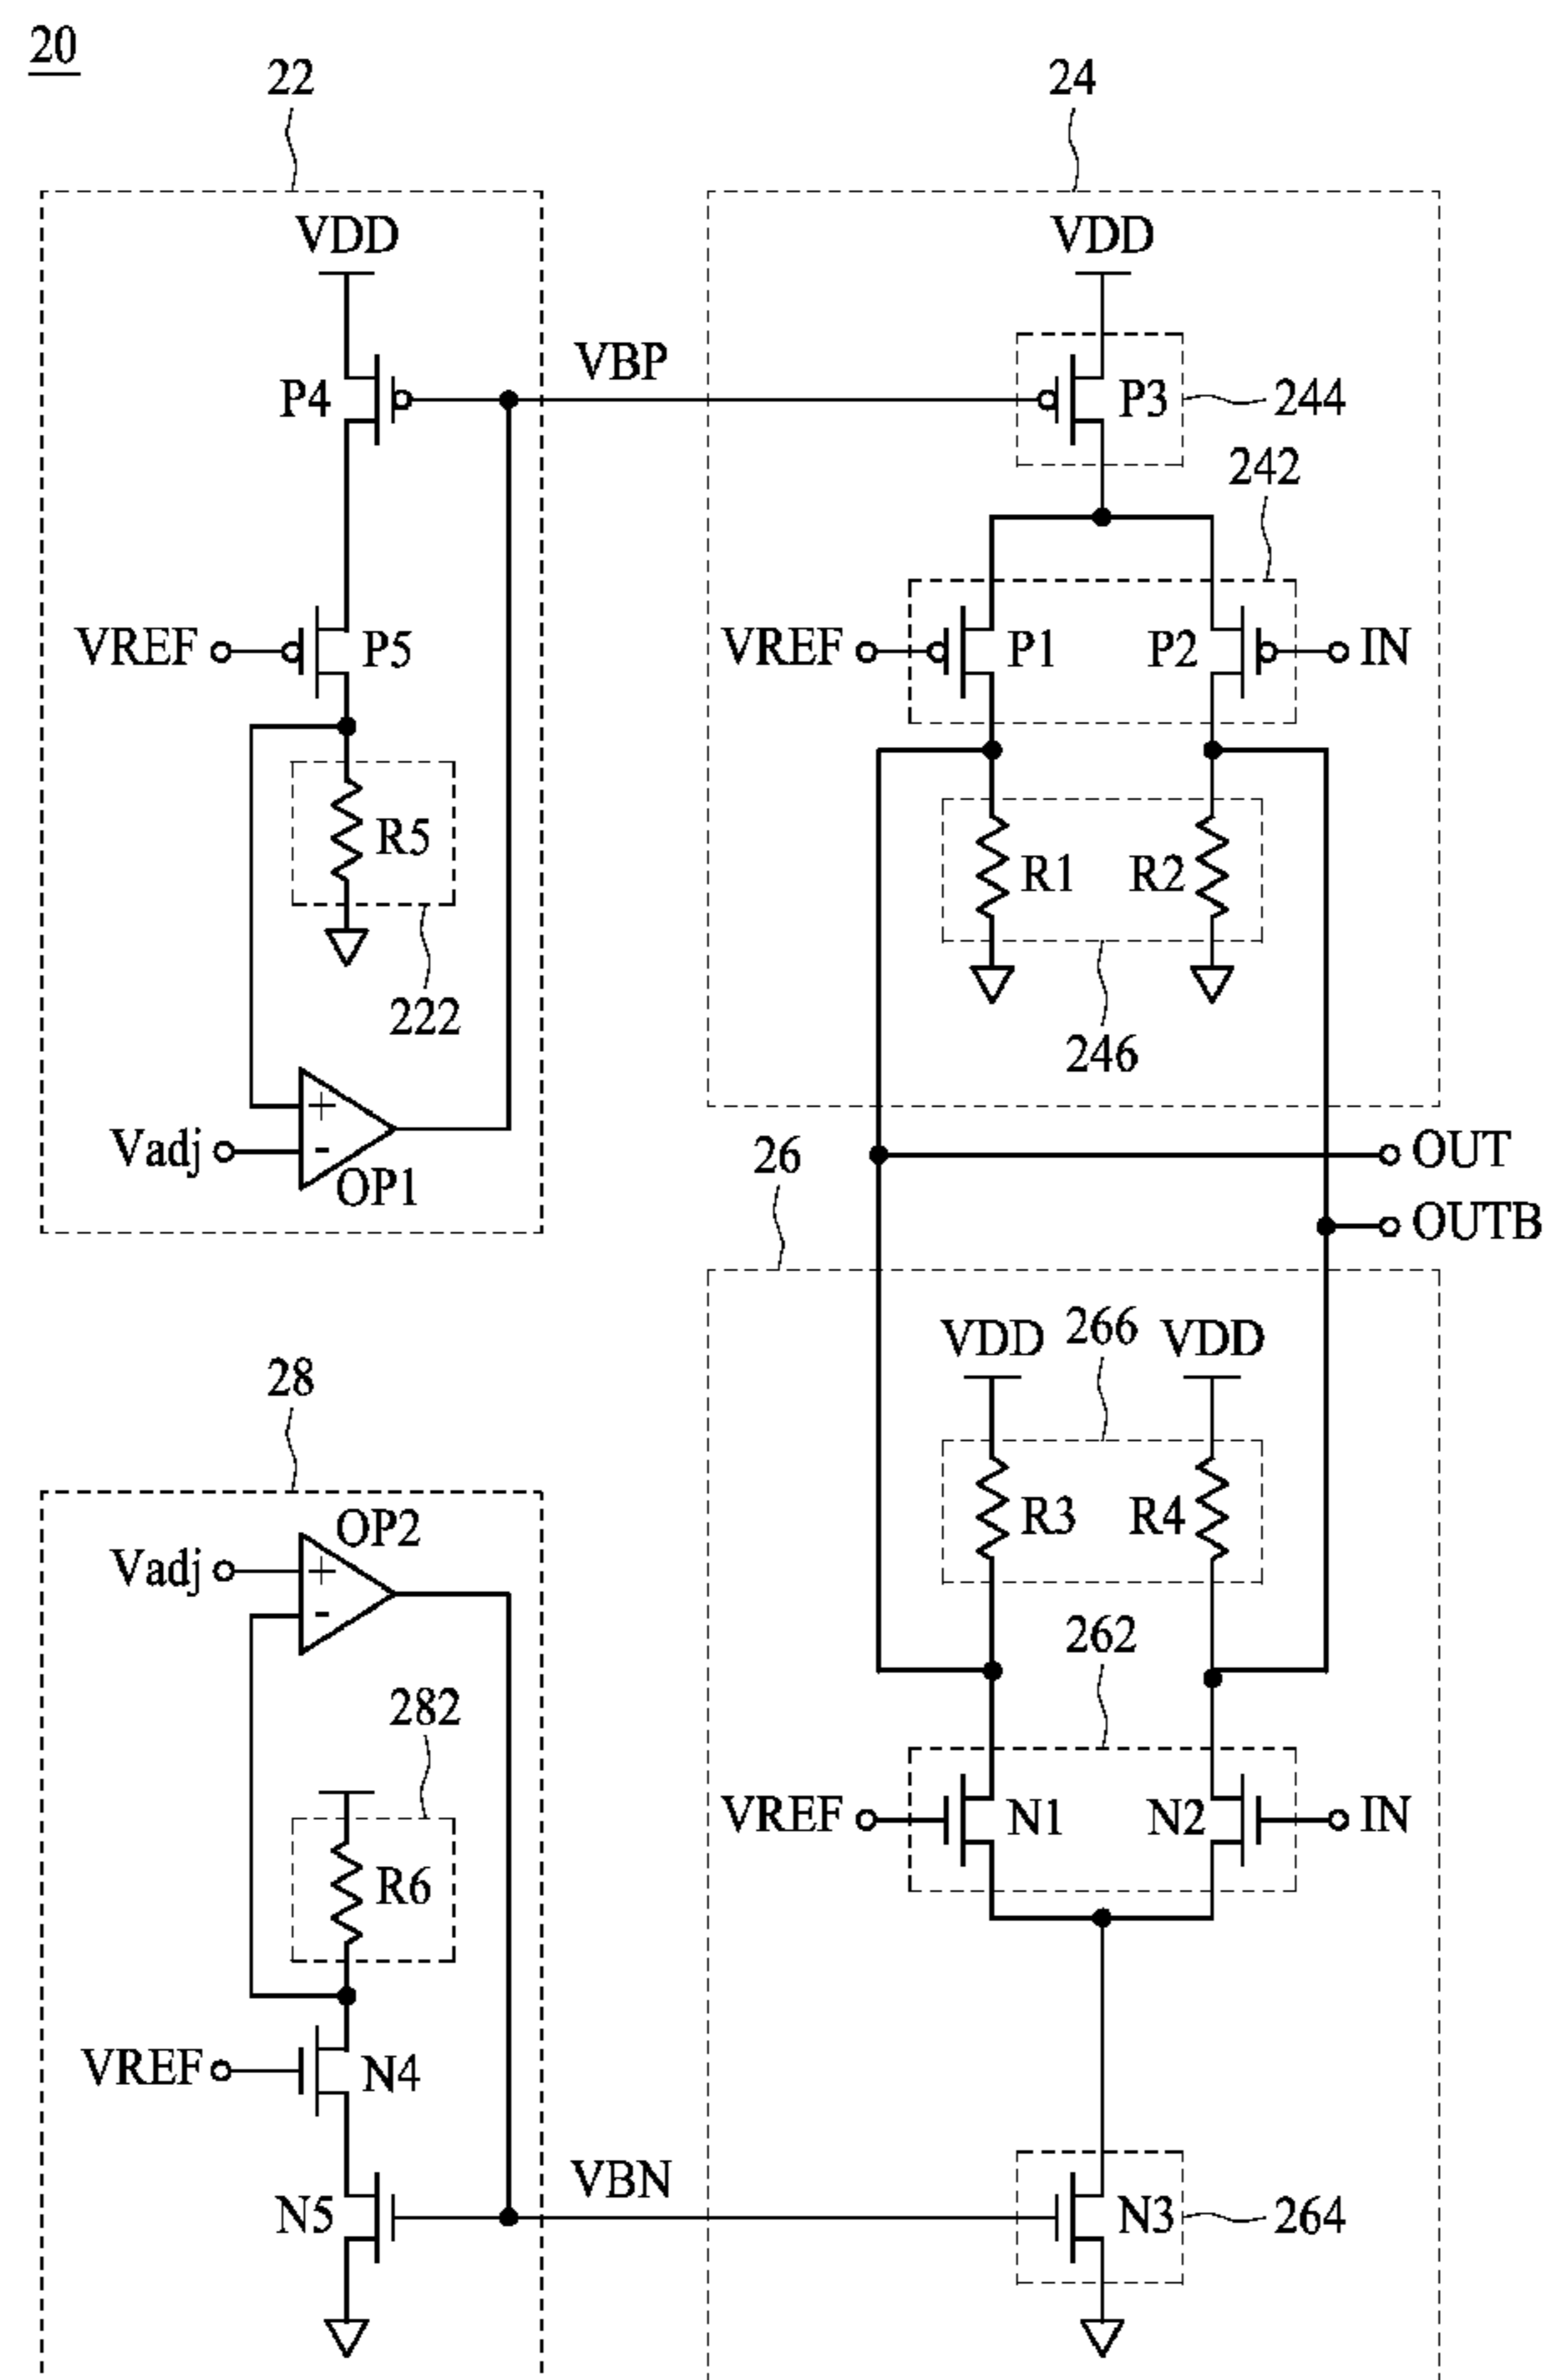 20
22
24
VDD
VDD
P4
VBP
P3
244
242
VREF
P5
VREF
P1
P2
IN
R5
R1
R2
222
246
Vadj
+
-
OP1
26
OUT
OUTB
28
VDD
266
VDD
OP2
Vadj
+
-
R3
R4
262
282
VREF
N1
N2
IN
R6
VREF
N4
N5
VBN
N3
264